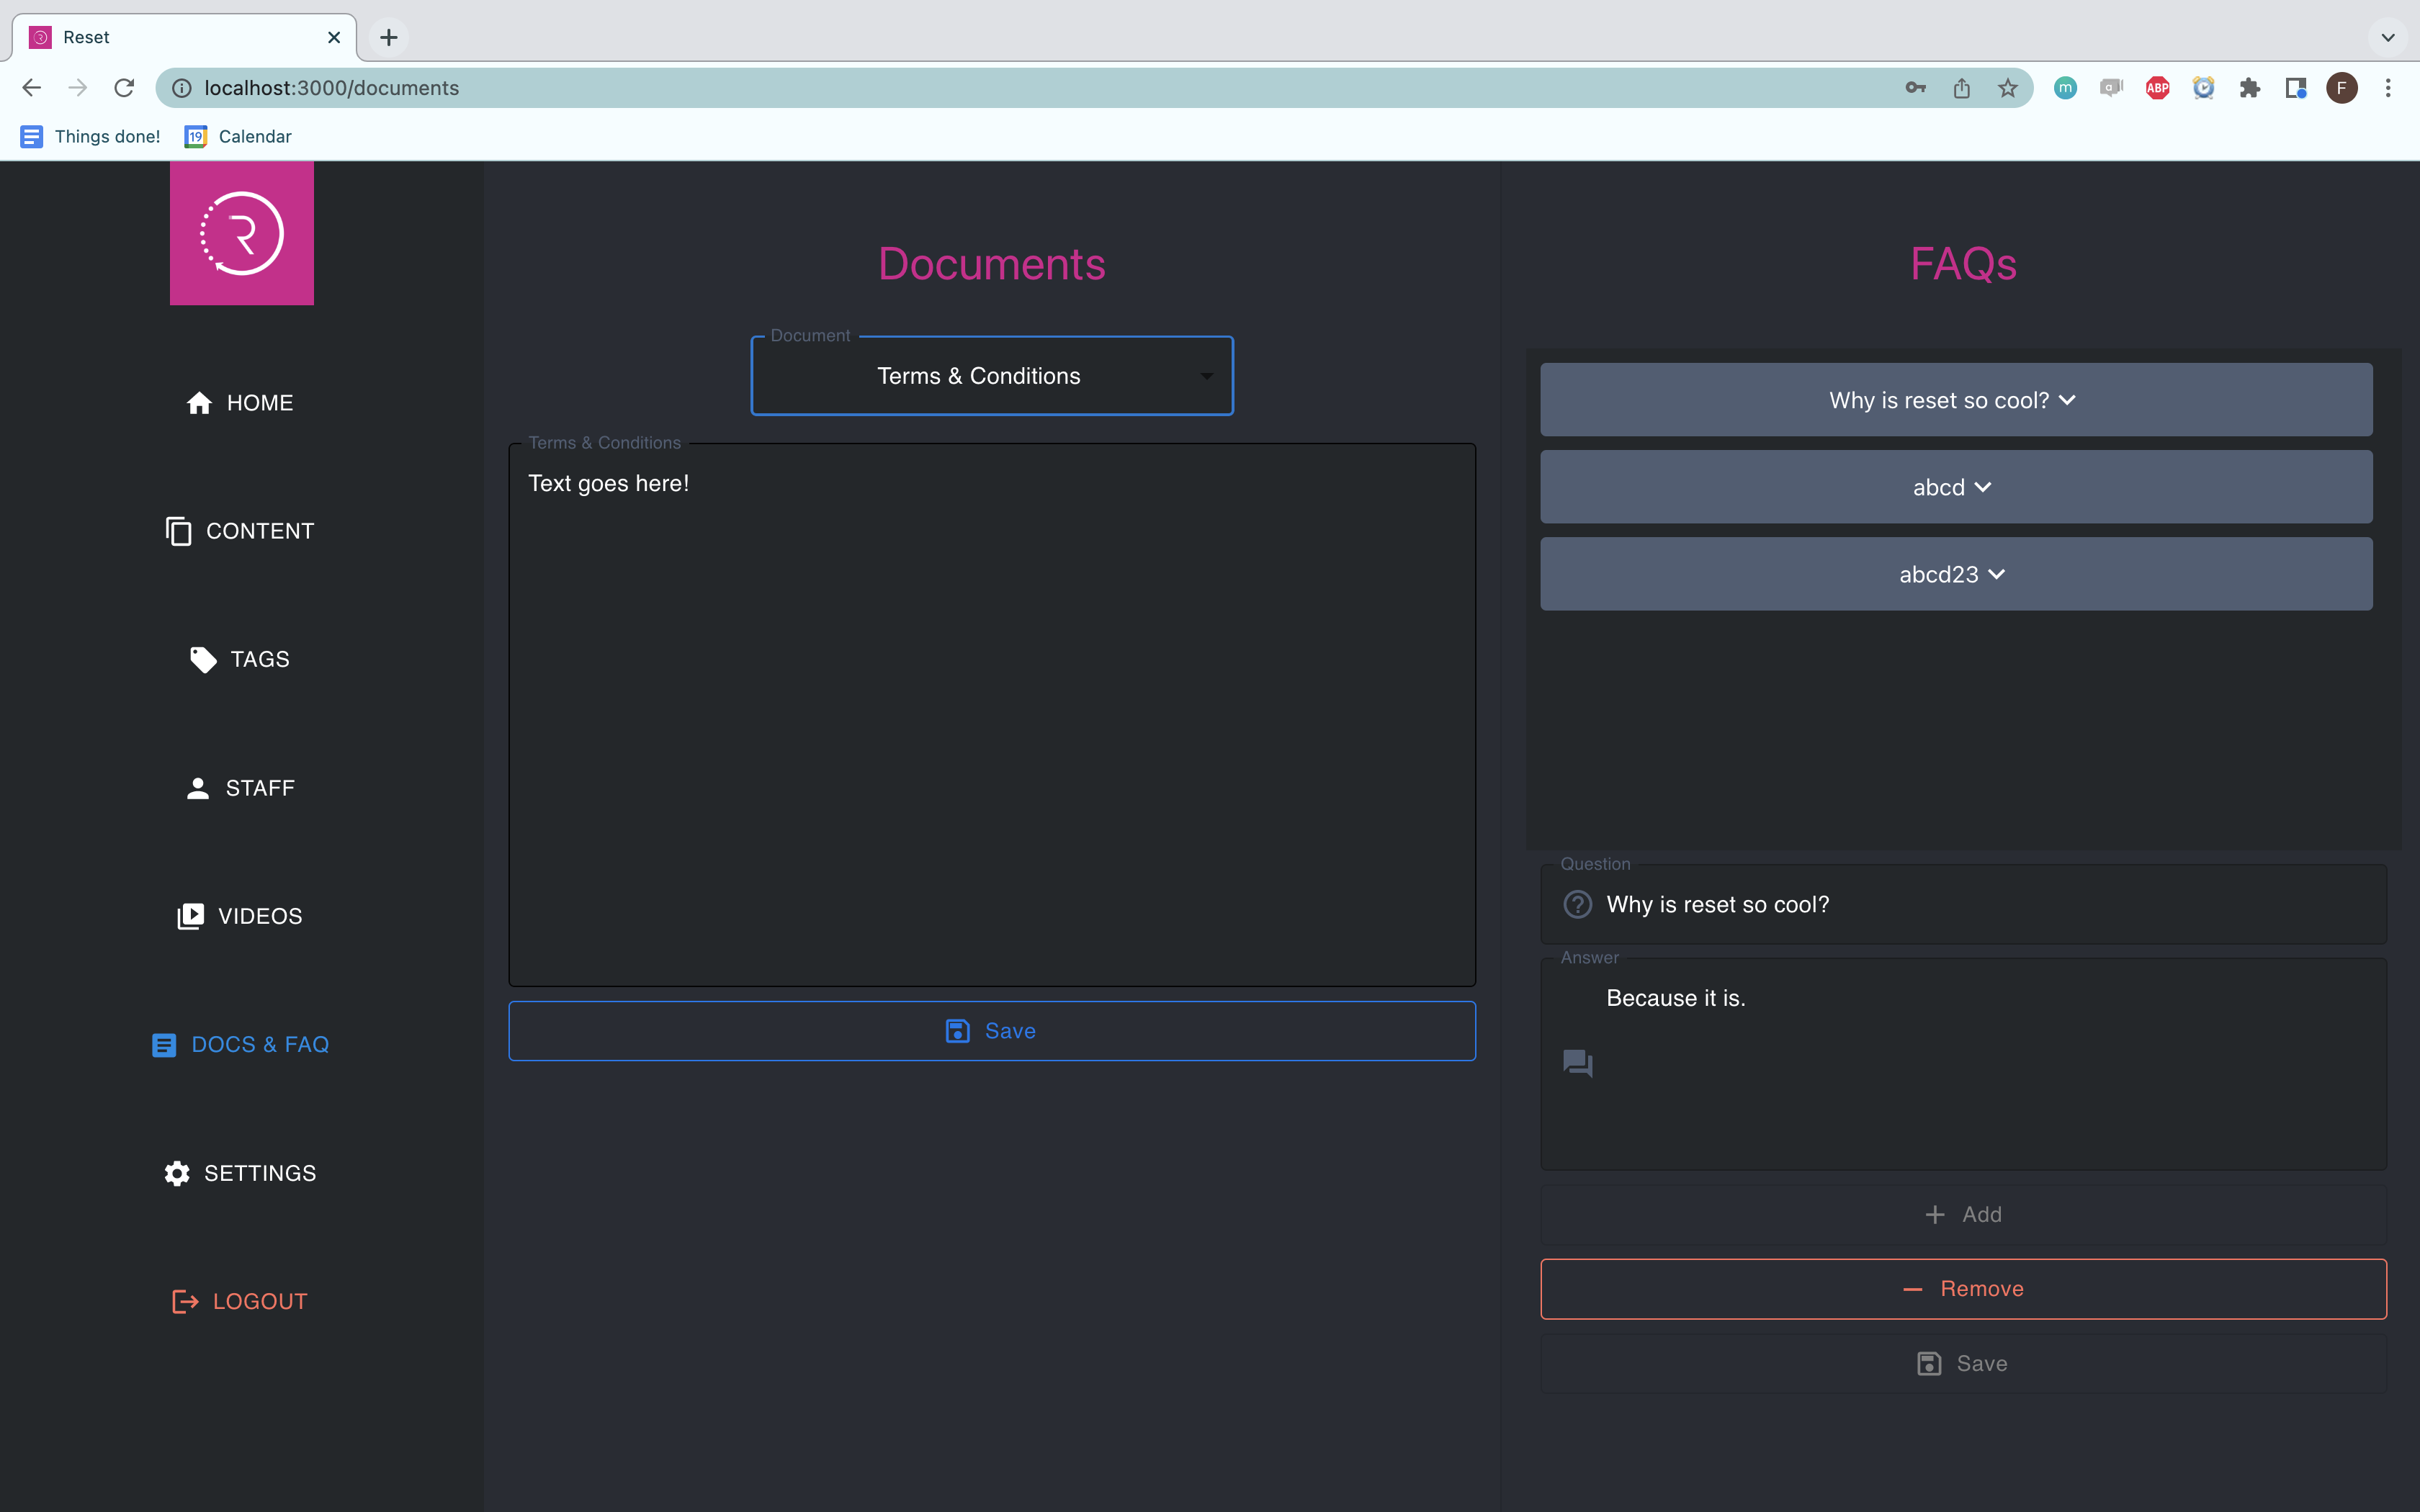 Reset
localhost:3000/documents
m
a
ABP
F
Things done!
19
Calendar
R
HOME
CONTENT
TAGS
STAFF
VIDEOS
DOCS & FAQ
SETTINGS
LOGOUT
Documents
Document
Terms & Conditions
Terms & Conditions
Text goes here!
Save
FAQs
Why is reset so cool?
abcd
abcd23
Question
Why is reset so cool?
Answer
Because it is.
Add
Remove
Save